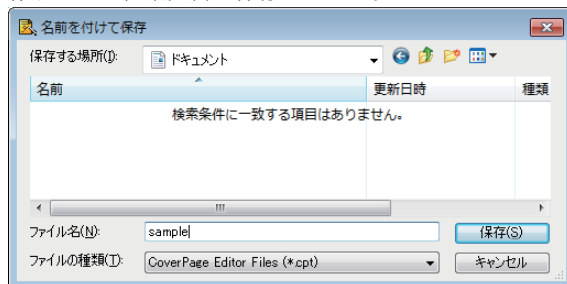 名前を付けて保存
保存する場所(I): ドキュメント
名前 更新日時 種類
検索条件に一致する項目はありません。
ファイル名(N): sample 保存(S)
ファイルの種類(T): CoverPage Editor Files (*.cpt) キャンセル